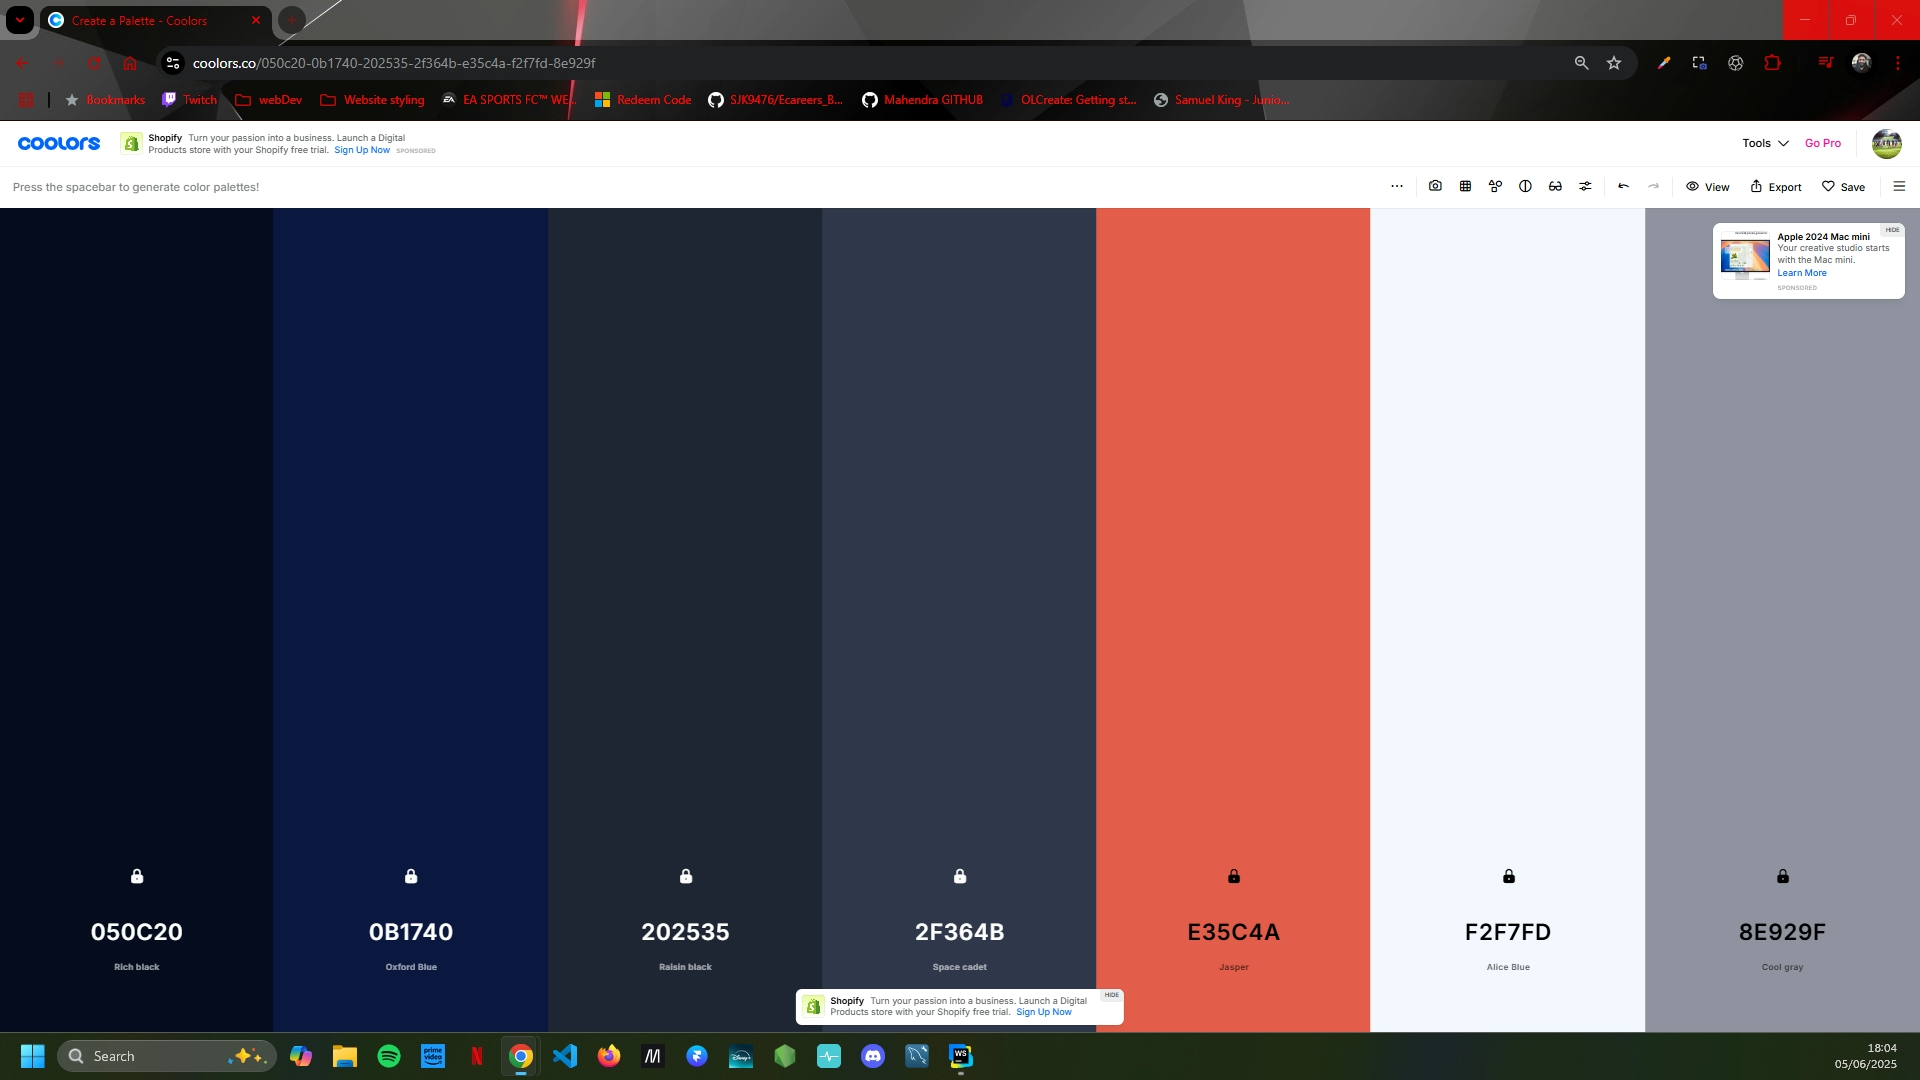 Create a Palette - Coolors
coolors.co/050c20-0b1740-202535-2f364b-e35c4a-f2f7fd-8e929f
Bookmarks Twitch webDev Website styling EA SPORTS FC™ WE... Redeem Code SJK9476/Ecareers_B... Mahendra GITHUB OLCreate: Getting st... Samuel King - Junio...
coolors
Shopify Turn your passion into a business. Launch a Digital
Products store with your Shopify free trial. Sign Up Now SPONSORED
Tools Go Pro
Press the spacebar to generate color palettes!
View Export Save
HIDE
Apple 2024 Mac mini
Your creative studio starts
with the Mac mini.
Learn More
SPONSORED
050C20 0B1740 202535 2F364B E35C4A F2F7FD 8E929F
Rich black Oxford Blue Raisin black Space cadet Jasper Alice Blue Cool gray
HIDE
Shopify Turn your passion into a business. Launch a Digital
Products store with your Shopify free trial. Sign Up Now
Search
prime video
Disney+
WS
18:04
05/06/2025